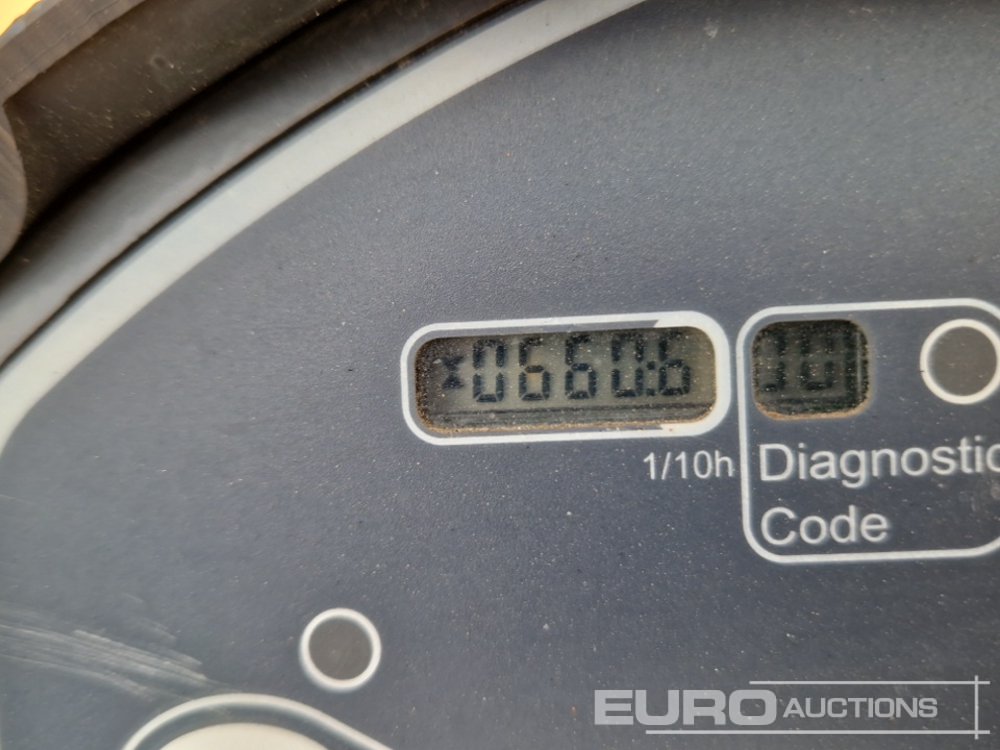 0660:6
1/10h
Diagnostic
Code
EURO AUCTIONS